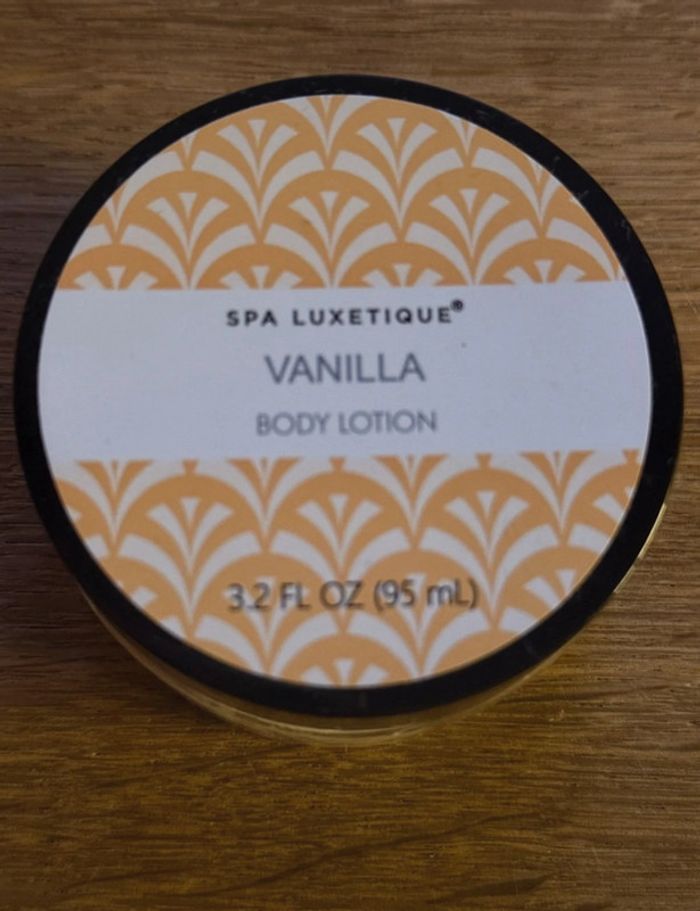 SPA LUXETIQUE®
VANILLA
BODY LOTION
3.2 FL OZ (95 mL)